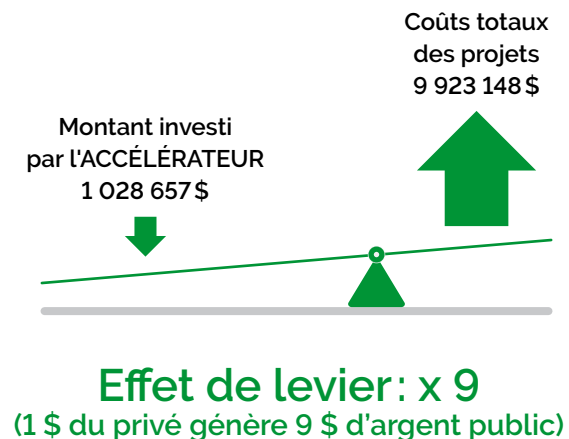 Coûts totaux
des projets
9 923 148 $
Montant investi
par l'ACCÉLÉRATEUR
1 028 657 $
Effet de levier : x 9
(1 $ du privé génère 9 $ d’argent public)